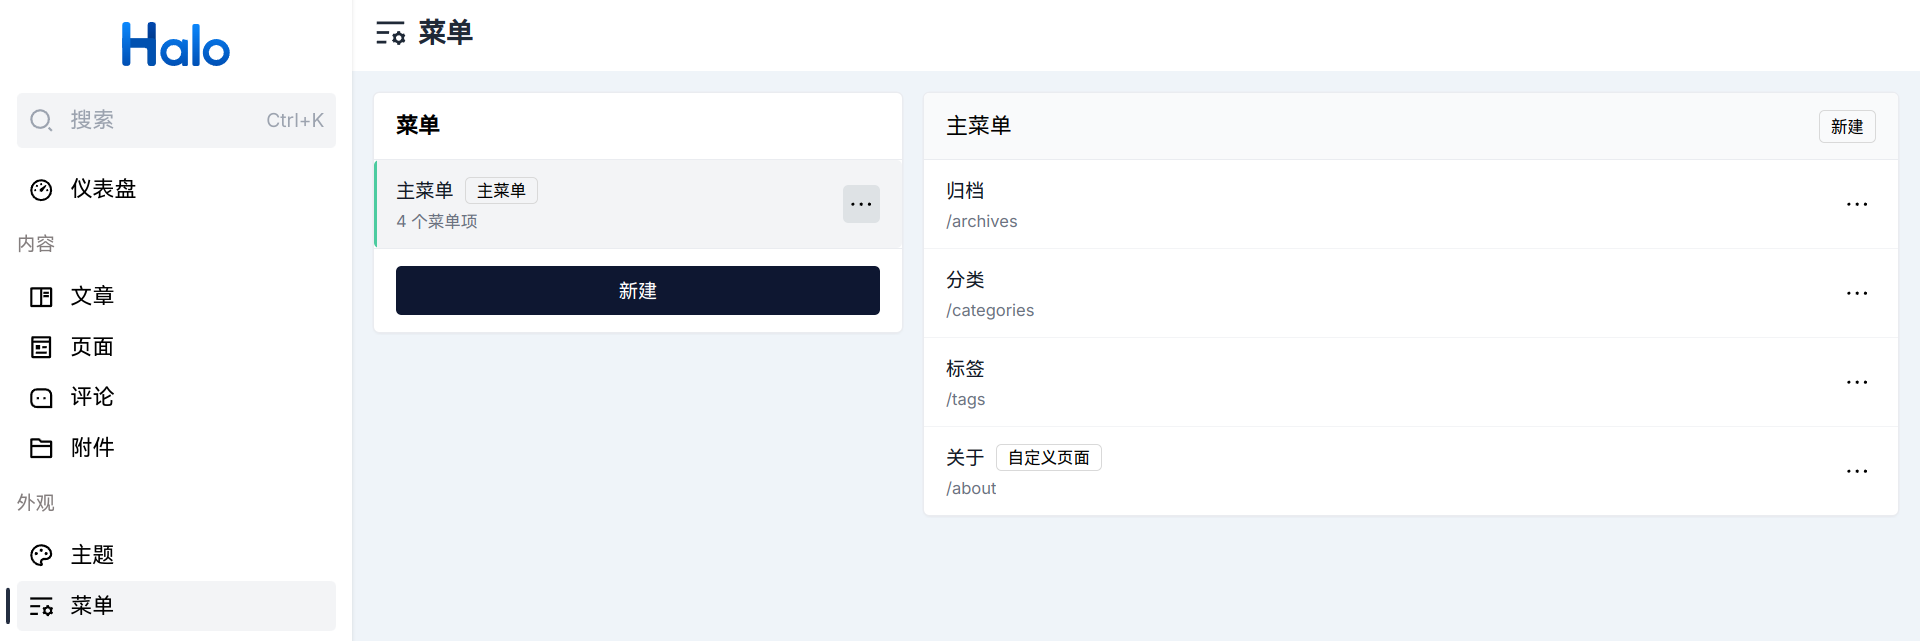 Halo
搜索 Ctrl+K
仪表盘
内容
文章
页面
评论
附件
外观
主题
菜单
菜单
菜单
主菜单 主菜单
4 个菜单项
新建
主菜单 新建
归档
/archives
分类
/categories
标签
/tags
关于 自定义页面
/about